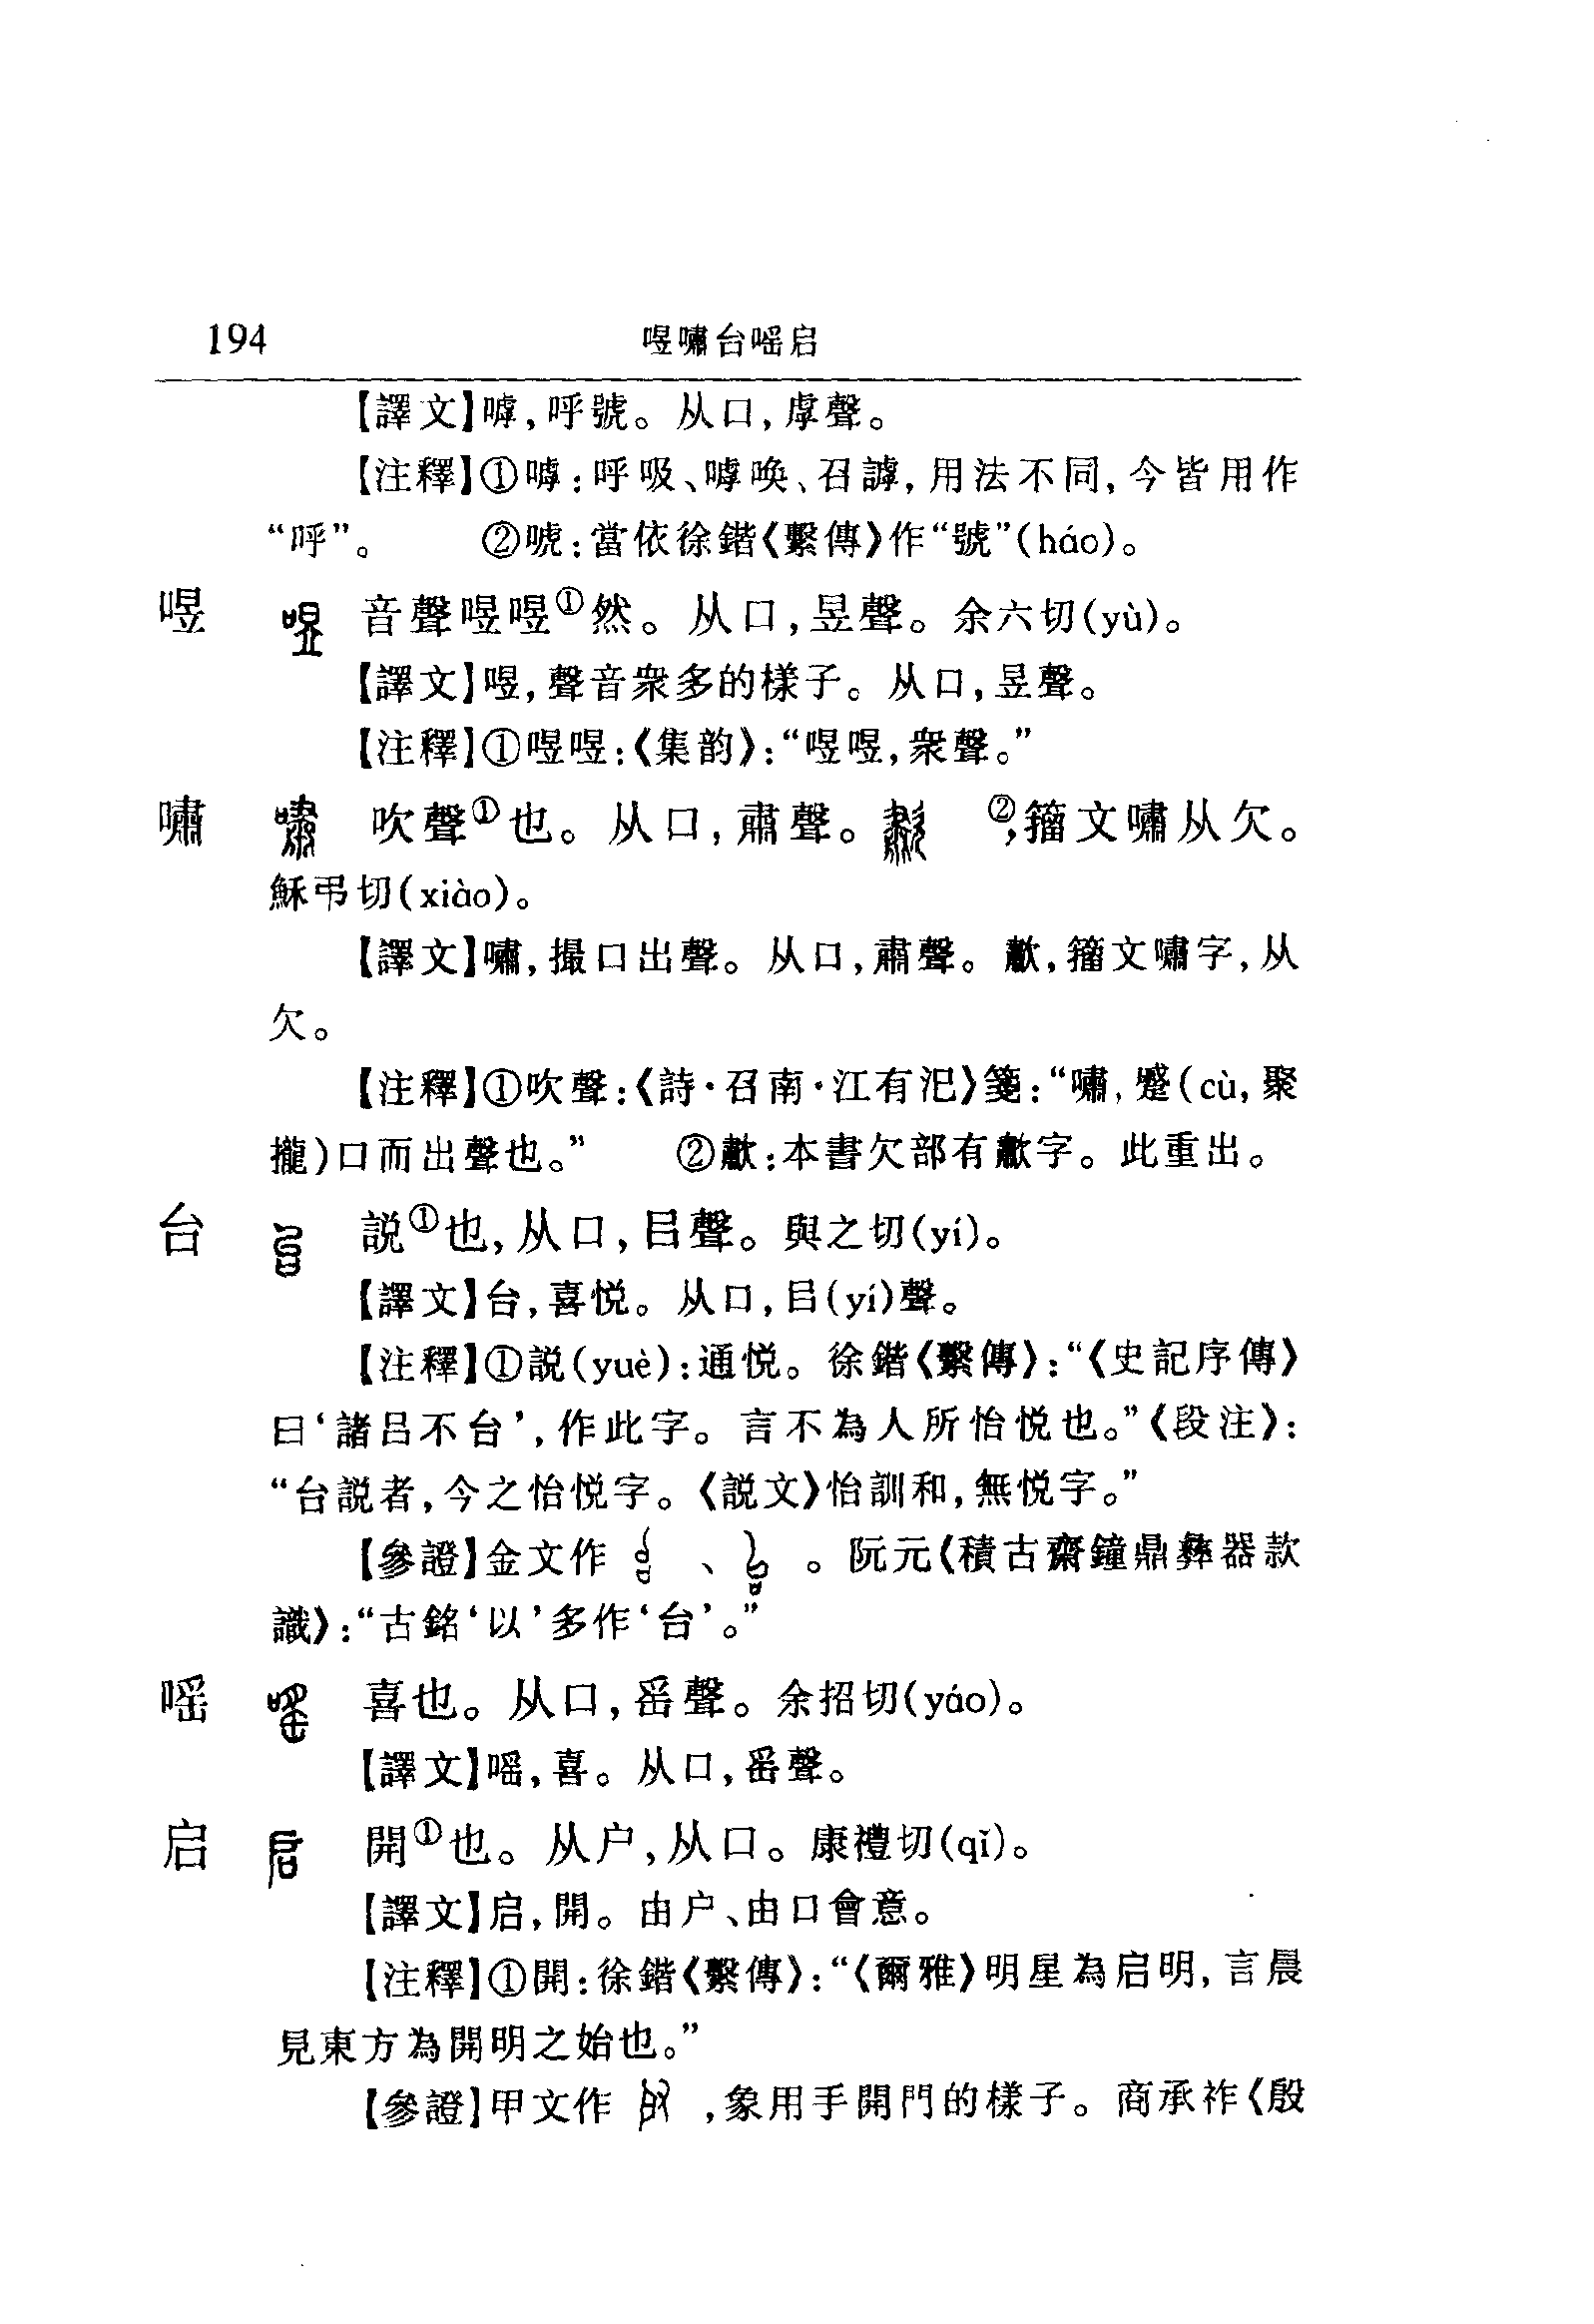 194
喅嘯台嗂启
【譯文】嘑,呼號。从口,虖聲。
【注釋】①嘑:呼吸、嘑唤、召謼,用法不同,今皆用作
“呼”。 ②唬:當依徐鍇《繫傳》作“號”(háo)。
喅 音聲喅喅①然。从口,昱聲。余六切(yù)。
【譯文】喅,聲音衆多的樣子。从口,昱聲。
【注釋】①喅喅:《集韵》:“喅喅,衆聲。”
嘯 吹聲①也。从口,肅聲。 ②,籀文嘯从欠。
穌弔切(xiào)。
【譯文】嘯,撮口出聲。从口,肅聲。歗,籀文嘯字,从
欠。
【注釋】①吹聲:《詩·召南·江有汜》箋:“嘯,蹙(cù,聚
攏)口而出聲也。” ②歗:本書欠部有歗字。此重出。
台 説①也,从口,㠯聲。與之切(yí)。
【譯文】台,喜悦。从口,㠯(yí)聲。
【注釋】①説(yuè):通悦。徐鍇《繫傳》:“《史記序傳》
曰‘諸吕不台’,作此字。言不為人所怡悦也。”《段注》:
“台説者,今之怡悦字。《説文》怡訓和,無悦字。”
【參證】金文作 、 。阮元《積古齋鐘鼎彝器款
識》:“古銘‘以’多作‘台’。”
嗂 喜也。从口,䍃聲。余招切(yáo)。
【譯文】嗂,喜。从口,䍃聲。
启 開①也。从户,从口。康禮切(qǐ)。
【譯文】启,開。由户、由口會意。
【注釋】①開:徐鍇《繫傳》:“《爾雅》明星為启明,言晨
見東方為開明之始也。”
【參證】甲文作 ,象用手開門的樣子。商承祚《殷